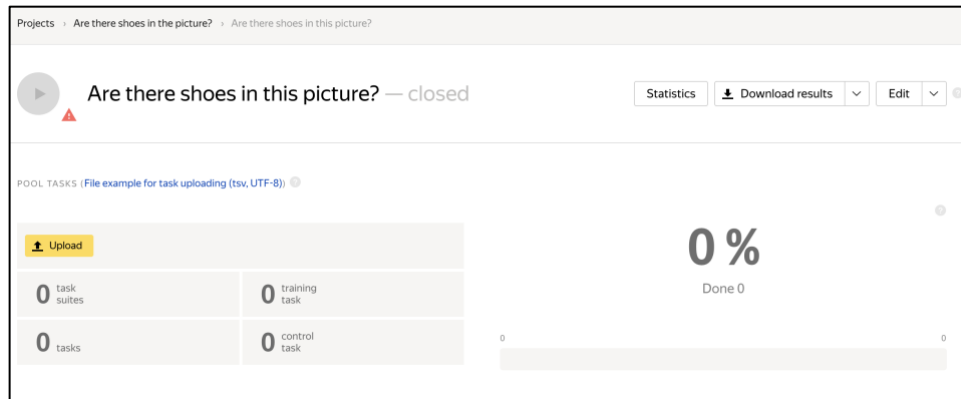 Projects › Are there shoes in the picture? › Are there shoes in this picture?
Are there shoes in this picture? — closed
Statistics
Download results
Edit
?
POOL TASKS (File example for task uploading (tsv, UTF-8)) ?
?
Upload
0 task suites
0 training task
0 tasks
0 control task
0 %
Done 0
0 0